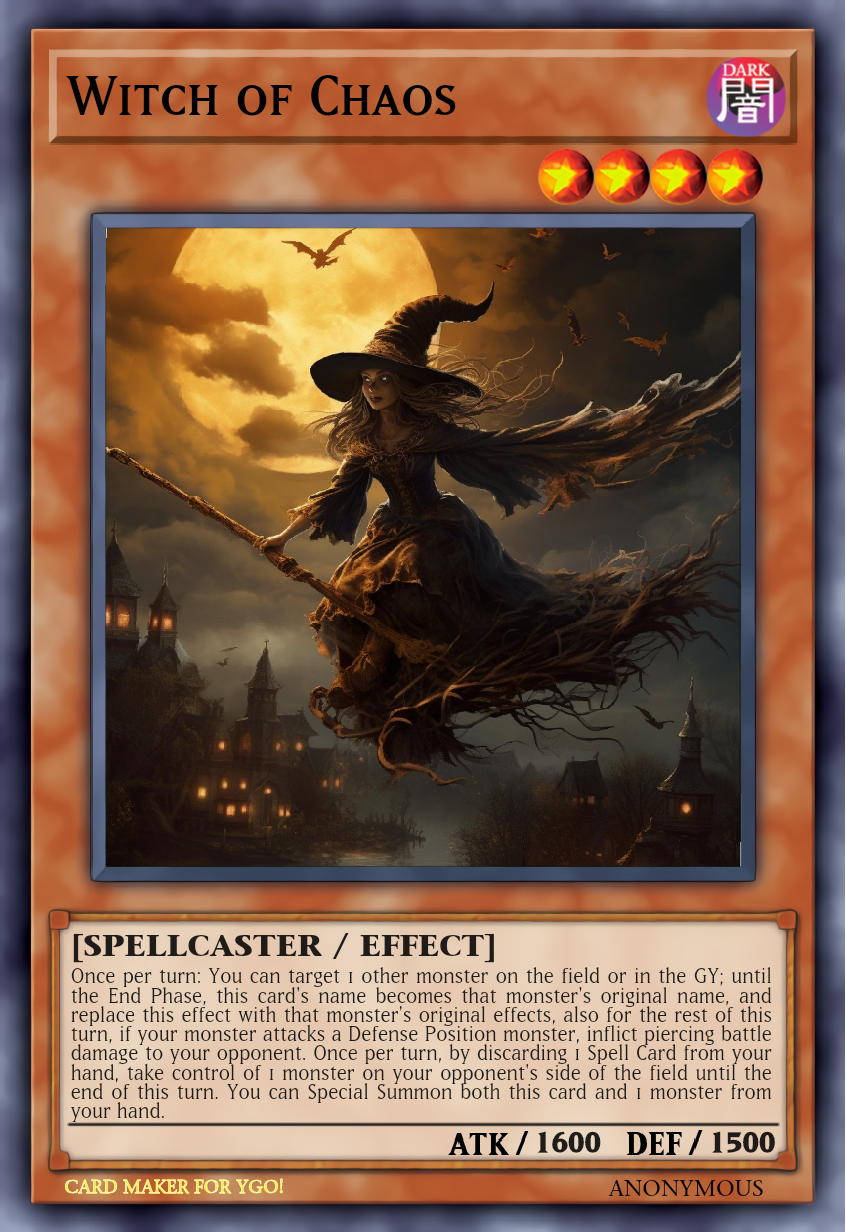 Witch of Chaos
DARK
闇
[SPELLCASTER / EFFECT]
Once per turn: You can target 1 other monster on the field or in the GY; until
the End Phase, this card's name becomes that monster's original name, and
replace this effect with that monster's original effects, also for the rest of this
turn, if your monster attacks a Defense Position monster, inflict piercing battle
damage to your opponent. Once per turn, by discarding 1 Spell Card from your
hand, take control of 1 monster on your opponent's side of the field until the
end of this turn. You can Special Summon both this card and 1 monster from
your hand.
ATK / 1600 DEF / 1500
CARD MAKER FOR YGO! ANONYMOUS